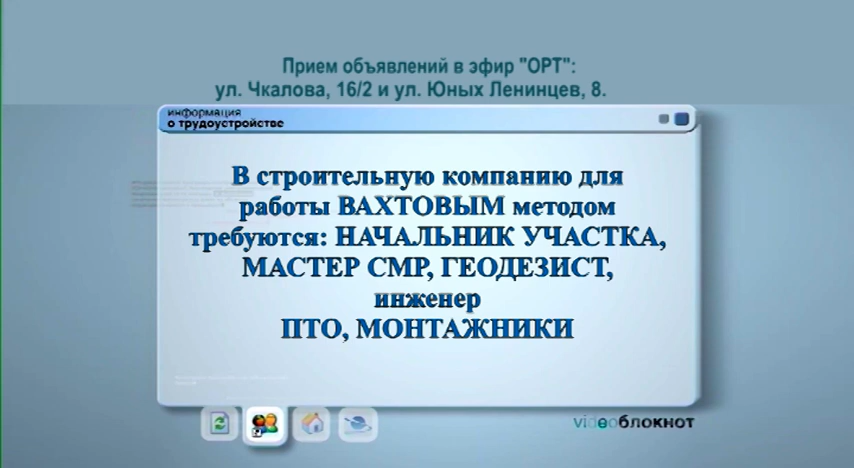 Прием объявлений в эфир "ОРТ":
ул. Чкалова, 16/2 и ул. Юных Ленинцев, 8.
информация
о трудоустройстве
В строительную компанию для
работы ВАХТОВЫМ методом
требуются: НАЧАЛЬНИК УЧАСТКА,
МАСТЕР СМР, ГЕОДЕЗИСТ,
инженер
ПТО, МОНТАЖНИКИ
videoблокнот